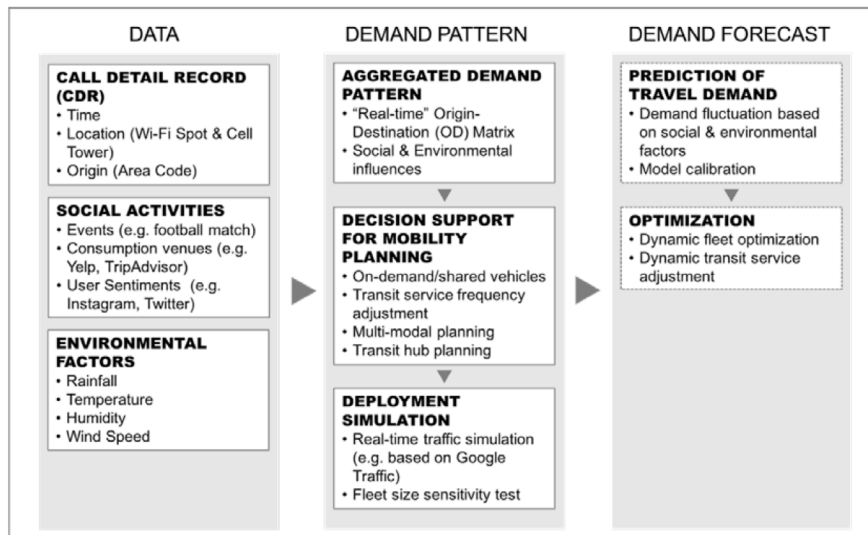 DATA
CALL DETAIL RECORD
(CDR)
• Time
• Location (Wi-Fi Spot & Cell
Tower)
• Origin (Area Code)
SOCIAL ACTIVITIES
• Events (e.g. football match)
• Consumption venues (e.g.
Yelp, TripAdvisor)
• User Sentiments (e.g.
Instagram, Twitter)
ENVIRONMENTAL
FACTORS
• Rainfall
• Temperature
• Humidity
• Wind Speed
DEMAND PATTERN
AGGREGATED DEMAND
PATTERN
• “Real-time” Origin-
Destination (OD) Matrix
• Social & Environmental
influences
DECISION SUPPORT
FOR MOBILITY
PLANNING
• On-demand/shared vehicles
• Transit service frequency
adjustment
• Multi-modal planning
• Transit hub planning
DEPLOYMENT
SIMULATION
• Real-time traffic simulation
(e.g. based on Google
Traffic)
• Fleet size sensitivity test
DEMAND FORECAST
PREDICTION OF
TRAVEL DEMAND
• Demand fluctuation based
on social & environmental
factors
• Model calibration
OPTIMIZATION
• Dynamic fleet optimization
• Dynamic transit service
adjustment